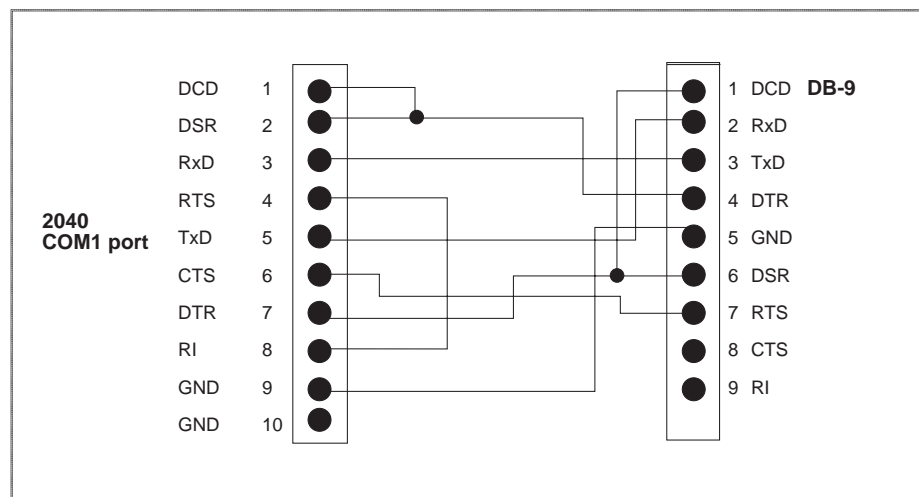 DCD 1
DSR 2
RxD 3
RTS 4
TxD 5
CTS 6
DTR 7
RI 8
GND 9
GND 10
2040
COM1 port
1 DCD DB-9
2 RxD
3 TxD
4 DTR
5 GND
6 DSR
7 RTS
8 CTS
9 RI